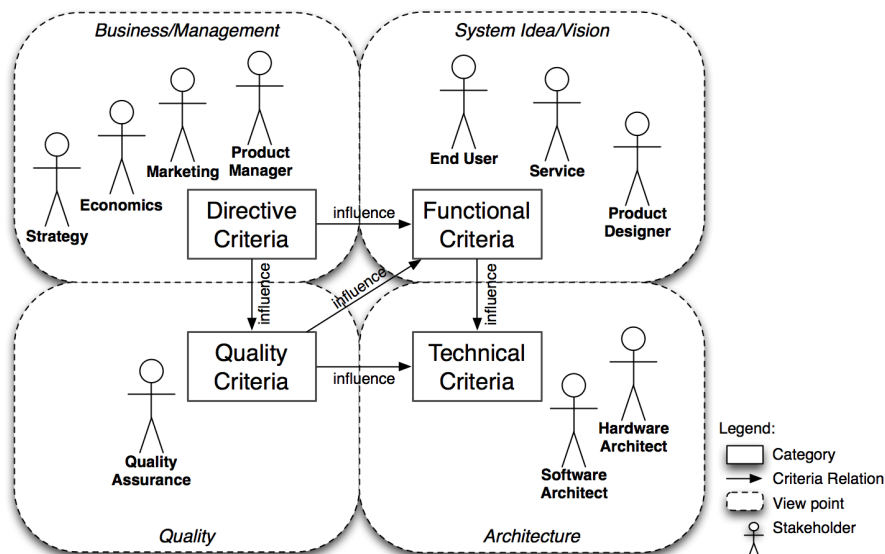 Business/Management
System Idea/Vision
Strategy
Economics
Marketing
Product
Manager
End User
Service
Product
Designer
Directive
Criteria
influence
Functional
Criteria
influence
influence
influence
Quality
Criteria
influence
Technical
Criteria
Quality
Assurance
Software
Architect
Hardware
Architect
Quality
Architecture
Legend:
Category
Criteria Relation
View point
Stakeholder